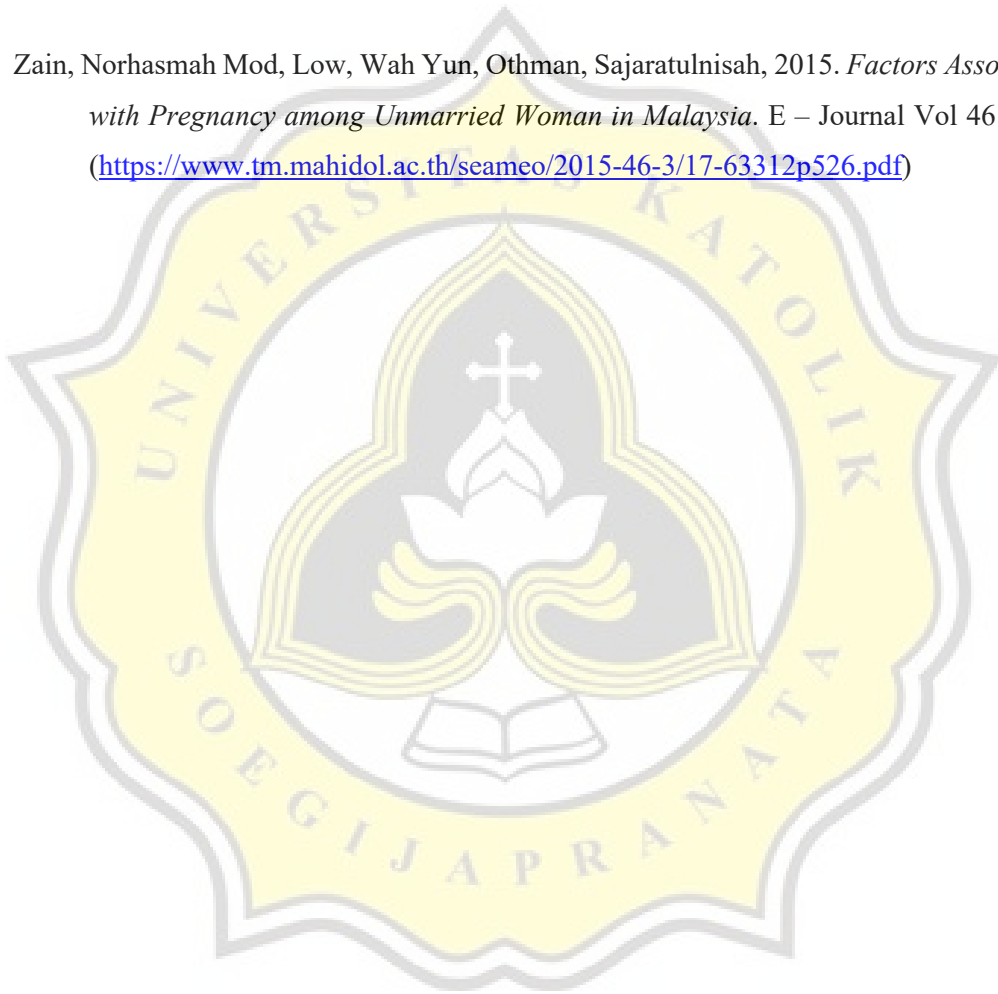 Zain, Norhasmah Mod, Low, Wah Yun, Othman, Sajaratulnisah, 2015. Factors Asso
with Pregnancy among Unmarried Woman in Malaysia. E – Journal Vol 46
(https://www.tm.mahidol.ac.th/seameo/2015-46-3/17-63312p526.pdf)
UNIVERSITAS KATOLIK
SOEGIJAPRANATA